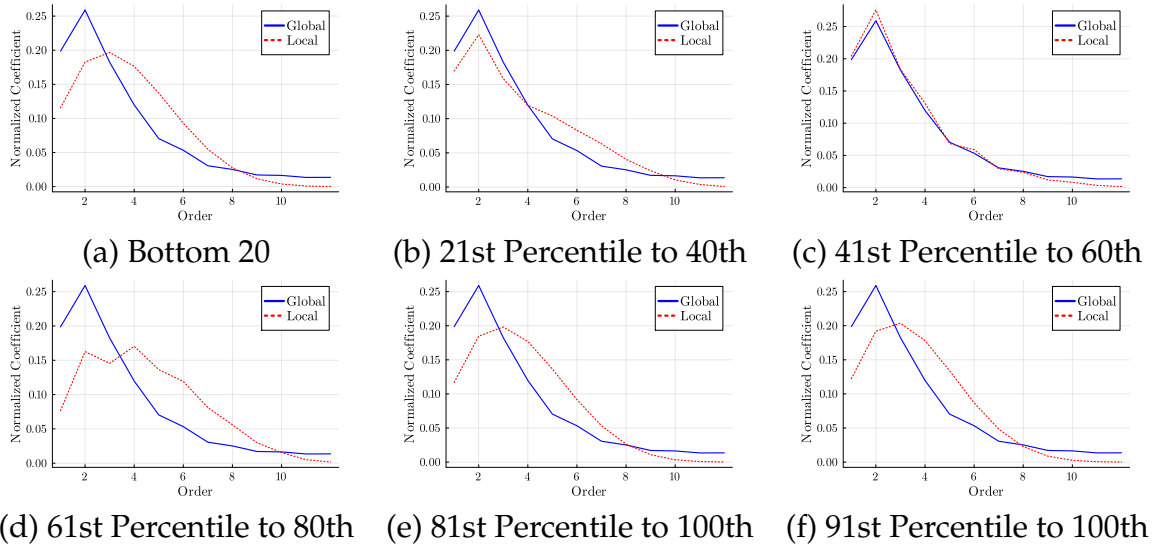 Normalized Coefficient
0.25
0.20
0.15
0.10
0.05
0.00
Global
Local
2
4
6
8
10
Order
(a) Bottom 20
Normalized Coefficient
0.25
0.20
0.15
0.10
0.05
0.00
Global
Local
2
4
6
8
10
Order
(b) 21st Percentile to 40th
Normalized Coefficient
0.25
0.20
0.15
0.10
0.05
0.00
Global
Local
2
4
6
8
10
Order
(c) 41st Percentile to 60th
Normalized Coefficient
0.25
0.20
0.15
0.10
0.05
0.00
Global
Local
2
4
6
8
10
Order
(d) 61st Percentile to 80th
Normalized Coefficient
0.25
0.20
0.15
0.10
0.05
0.00
Global
Local
2
4
6
8
10
Order
(e) 81st Percentile to 100th
Normalized Coefficient
0.25
0.20
0.15
0.10
0.05
0.00
Global
Local
2
4
6
8
10
Order
(f) 91st Percentile to 100th